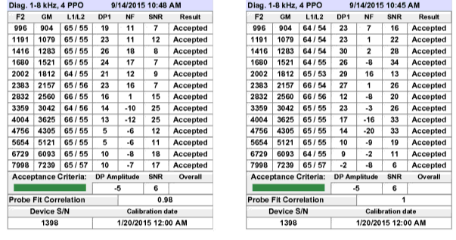 Diag. 1-8 kHz, 4 PPO 9/14/2015 10:48 AM
F2 GM L1/L2 DP1 NF SNR Result
996 904 65 / 55 19 11 7 Accepted
1191 1079 65 / 55 23 11 12 Accepted
1416 1283 65 / 55 26 18 8 Accepted
1680 1521 65 / 55 24 17 7 Accepted
2002 1812 64 / 55 21 12 9 Accepted
2383 2157 65 / 56 23 16 7 Accepted
2832 2560 66 / 55 16 1 15 Accepted
3359 3042 64 / 56 14 -10 25 Accepted
4004 3625 66 / 55 13 -12 25 Accepted
4756 4305 65 / 55 5 -6 12 Accepted
5654 5121 65 / 55 5 -6 11 Accepted
6729 6093 65 / 55 10 -8 18 Accepted
7998 7239 65 / 57 10 -7 17 Accepted
Acceptance Criteria: DP Amplitude SNR Overall
-5 6
Probe Fit Correlation 0.98
Device S/N Calibration date
1398 1/20/2015 12:00 AM
Diag. 1-8 kHz, 4 PPO 9/14/2015 10:45 AM
F2 GM L1/L2 DP1 NF SNR Result
996 904 64 / 54 23 7 16 Accepted
1191 1079 64 / 54 23 1 22 Accepted
1416 1283 64 / 54 30 2 28 Accepted
1680 1521 64 / 55 26 -8 34 Accepted
2002 1812 65 / 53 29 16 13 Accepted
2383 2157 66 / 54 27 1 26 Accepted
2832 2560 66 / 56 12 -8 20 Accepted
3359 3042 65 / 55 23 -3 26 Accepted
4004 3625 65 / 55 17 -16 33 Accepted
4756 4305 65 / 55 14 -20 33 Accepted
5654 5121 65 / 55 10 -9 19 Accepted
6729 6093 64 / 55 9 -2 11 Accepted
7998 7239 65 / 57 -2 -8 6 Accepted
Acceptance Criteria: DP Amplitude SNR Overall
-5 6
Probe Fit Correlation 1
Device S/N Calibration date
1398 1/20/2015 12:00 AM